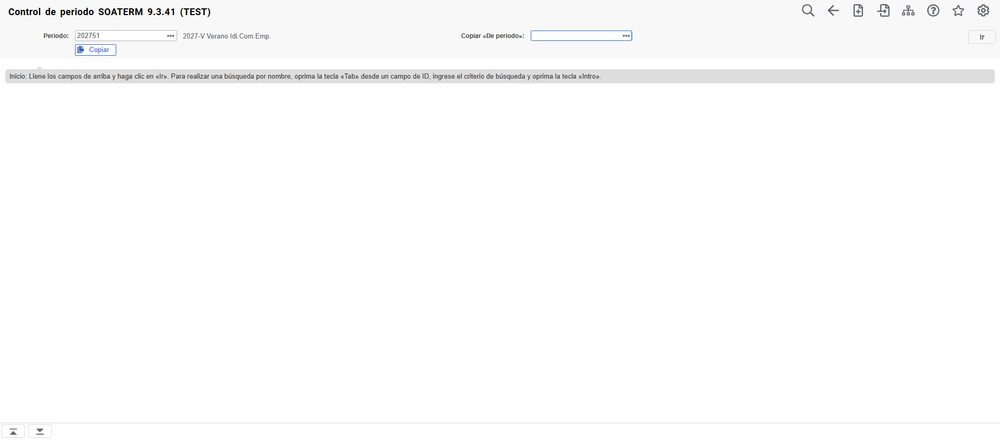 Control de periodo SOATERM 9.3.41 (TEST)
Periodo: 202751 2027-V Verano Idi.Com.Emp. Copiar «De periodo»: Ir
Copiar
Inicio: Llene los campos de arriba y haga clic en «Ir». Para realizar una búsqueda por nombre, oprima la tecla «Tab» desde un campo de ID, ingrese el criterio de búsqueda y oprima la tecla «Intro».